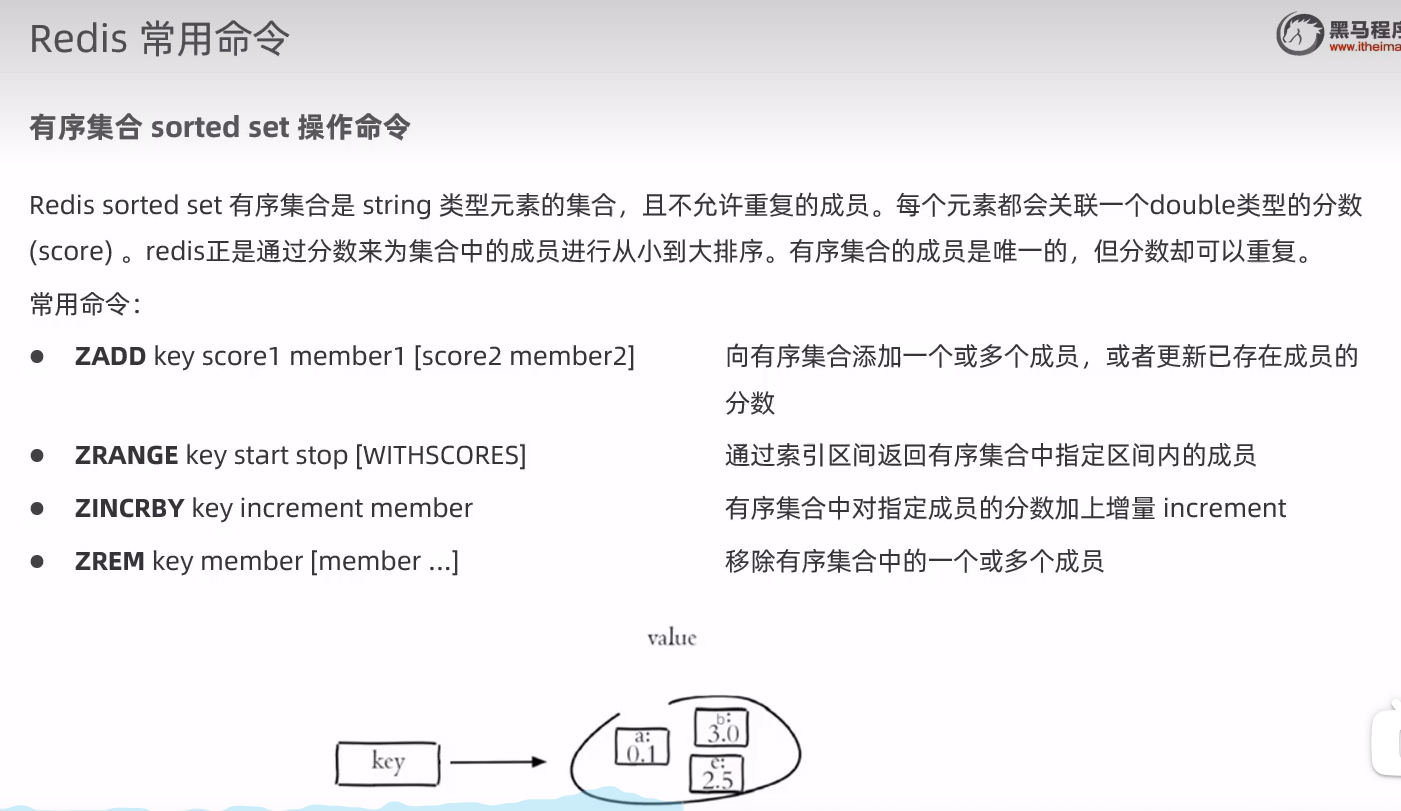 Redis 常用命令
黑马程序
www.itheima
有序集合 sorted set 操作命令
Redis sorted set 有序集合是 string 类型元素的集合，且不允许重复的成员。每个元素都会关联一个double类型的分数
(score) 。redis正是通过分数来为集合中的成员进行从小到大排序。有序集合的成员是唯一的，但分数却可以重复。
常用命令：
● ZADD key score1 member1 [score2 member2] 向有序集合添加一个或多个成员，或者更新已存在成员的
分数
● ZRANGE key start stop [WITHSCORES] 通过索引区间返回有序集合中指定区间内的成员
● ZINCRBY key increment member 有序集合中对指定成员的分数加上增量 increment
● ZREM key member [member ...] 移除有序集合中的一个或多个成员
value
key
a:
0.1
b:
3.0
c:
2.5